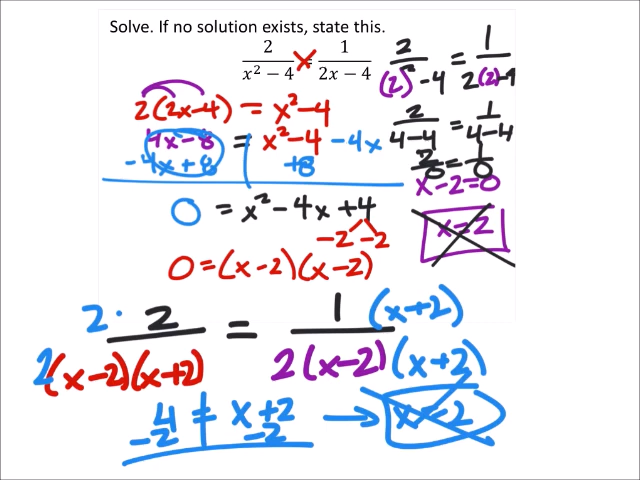 Solve. If no solution exists, state this.
2/(x² − 4) = 1/(2x − 4)
2(2x−4) = x²−4
4x−8 = x²−4 −4x
−4x+8 +8
0 = x²−4x+4
−2 −2
0=(x−2)(x−2)
2/((2)²−4) = 1/(2(2)−4)
2/(4−4) = 1/(4−4)
2/0 = 1/0
x−2=0
x=2
2·2/(2(x−2)(x+2)) = 1(x+2)/(2(x−2)(x+2))
4 = x+2 → x=2
−2 −2